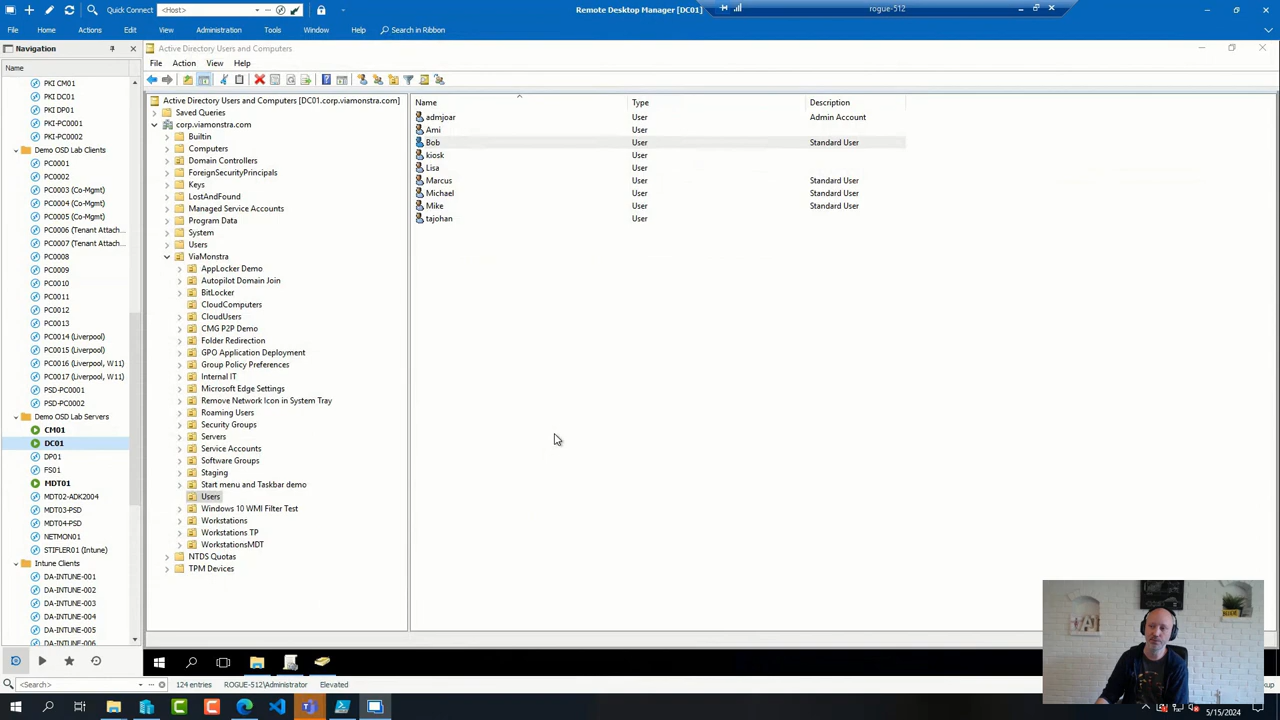 Quick Connect
<Host>
Remote Desktop Manager [DC01]
rogue-512
File
Home
Actions
Edit
View
Administration
Tools
Window
Help
Search in Ribbon
Navigation
Name
PKI CM01
PKI DC01
PKI DP01
PKI-PC0001
PKI-PC0002
Demo OSD Lab Clients
PC0001
PC0002
PC0003 (Co-Mgmt)
PC0004 (Co-Mgmt)
PC0005 (Co-Mgmt)
PC0006 (Tenant Attach...
PC0007 (Tenant Attach...
PC0008
PC0009
PC0010
PC0011
PC0012
PC0013
PC0014 (Liverpool)
PC0015 (Liverpool)
PC0016 (Liverpool, W11)
PC0017 (Liverpool, W11)
PSD-PC0001
PSD-PC0002
Demo OSD Lab Servers
CM01
DC01
DP01
FS01
MDT01
MDT02-ADK2004
MDT03-PSD
MDT04-PSD
NETMON01
STIFLER01 (Intune)
Intune Clients
DA-INTUNE-001
DA-INTUNE-002
DA-INTUNE-003
DA-INTUNE-004
DA-INTUNE-005
DA-INTUNE-006
Active Directory Users and Computers
File
Action
View
Help
Active Directory Users and Computers [DC01.corp.viamonstra.com]
Saved Queries
corp.viamonstra.com
Builtin
Computers
Domain Controllers
ForeignSecurityPrincipals
Keys
LostAndFound
Managed Service Accounts
Program Data
System
Users
ViaMonstra
AppLocker Demo
Autopilot Domain Join
BitLocker
CloudComputers
CloudUsers
CMG P2P Demo
Folder Redirection
GPO Application Deployment
Group Policy Preferences
Internal IT
Microsoft Edge Settings
Remove Network Icon in System Tray
Roaming Users
Security Groups
Servers
Service Accounts
Software Groups
Staging
Start menu and Taskbar demo
Users
Windows 10 WMI Filter Test
Workstations
Workstations TP
WorkstationsMDT
NTDS Quotas
TPM Devices
Name Type Description
admjoar User Admin Account
Ami User
Bob User Standard User
kiosk User
Lisa User
Marcus User Standard User
Michael User Standard User
Mike User Standard User
tajohan User
<Search>
124 entries
ROGUE-512\Administrator
Elevated
5/15/2024